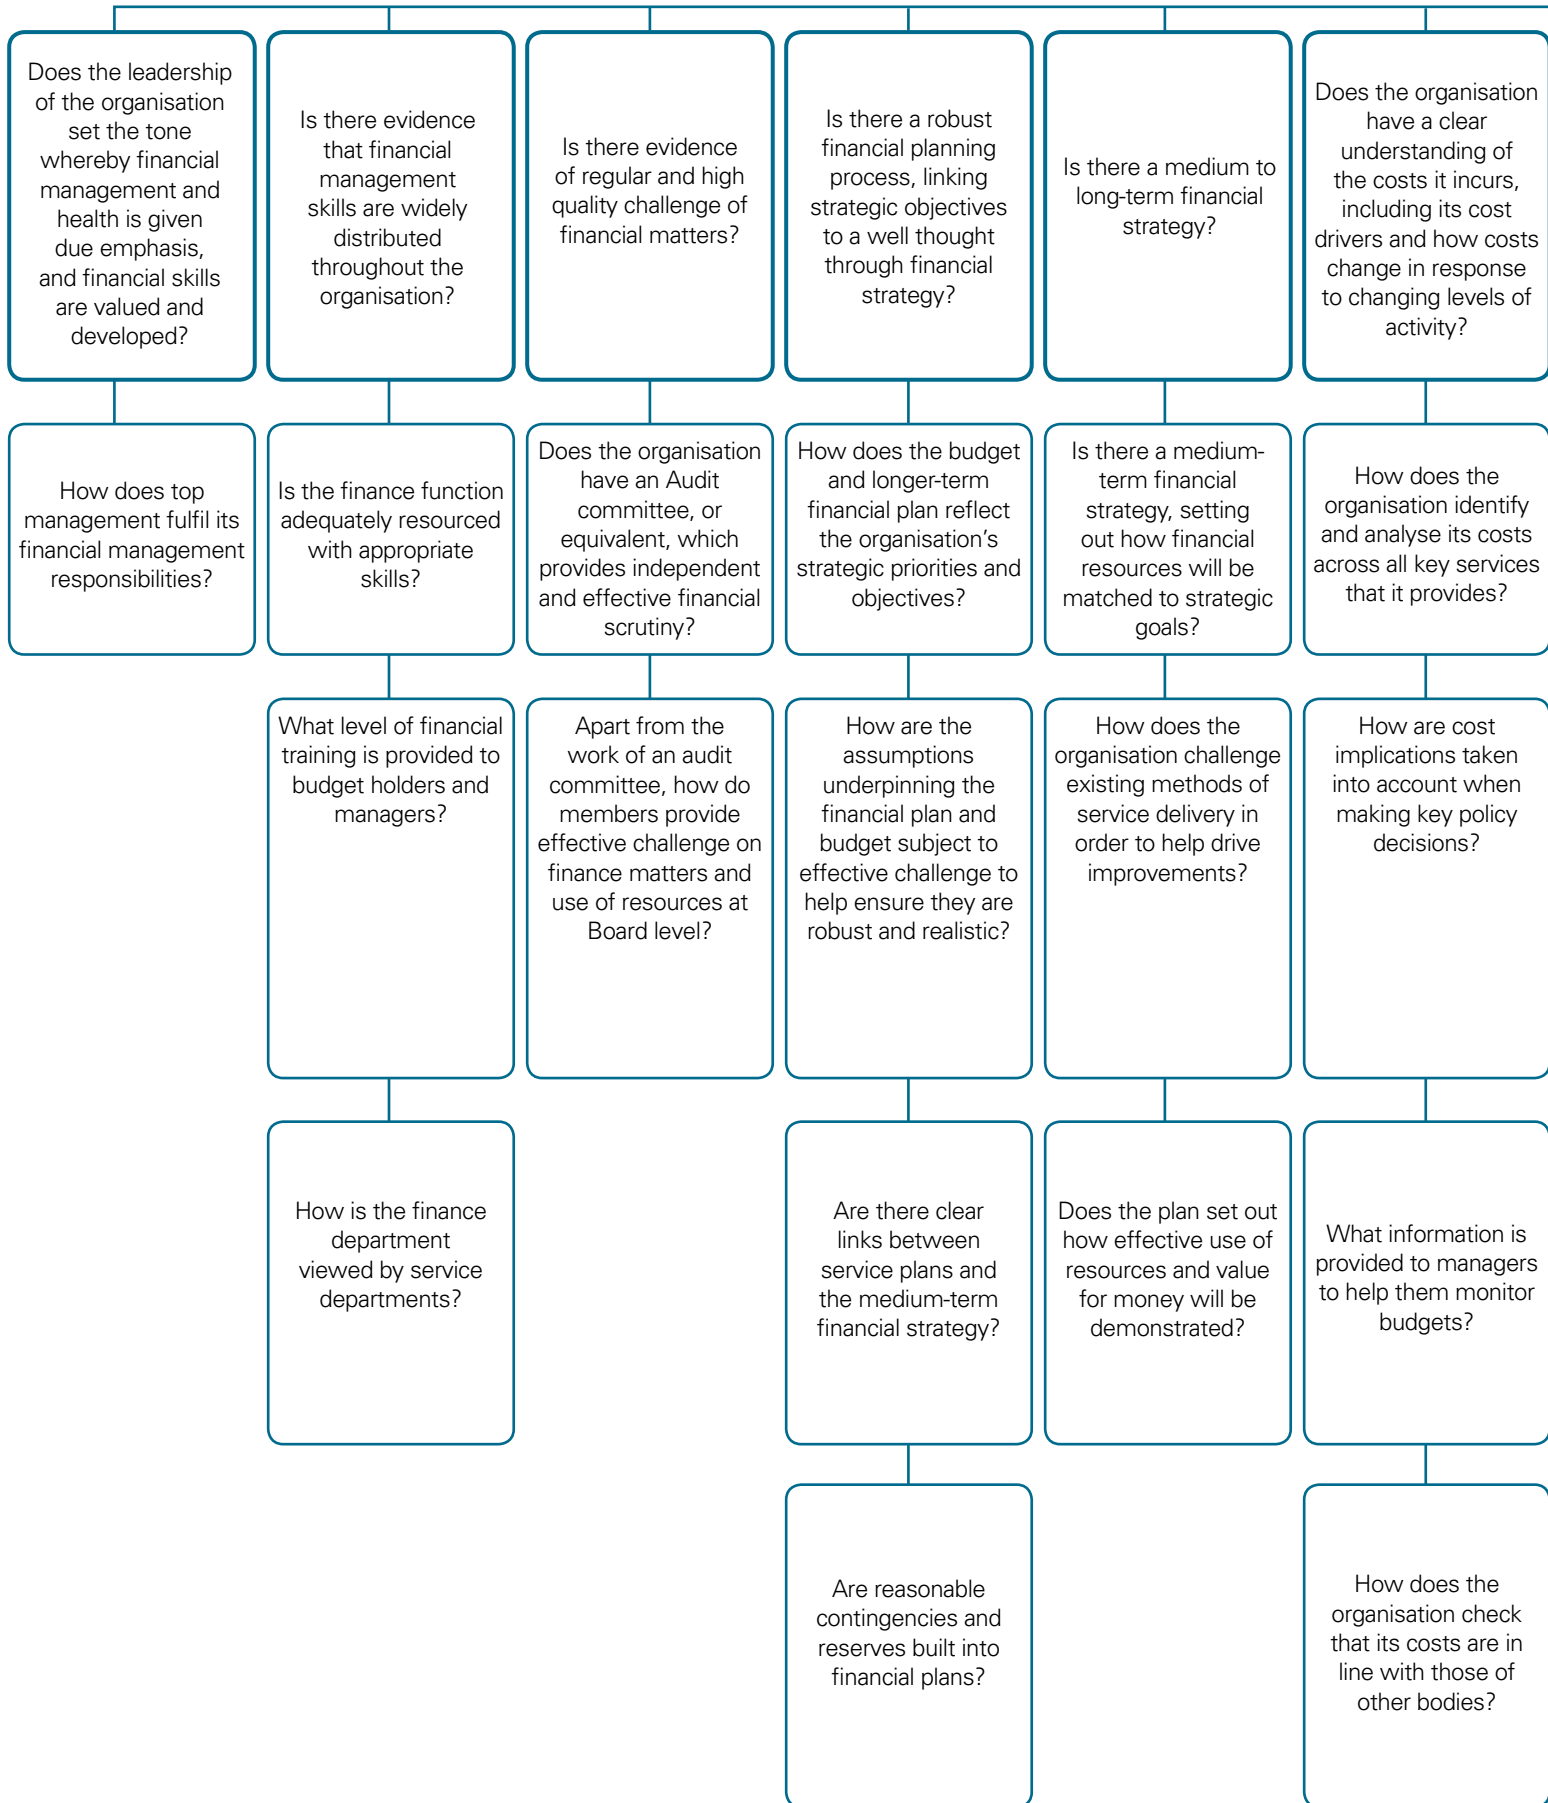 Does the leadership
of the organisation
set the tone
whereby financial
management and
health is given
due emphasis,
and financial skills
are valued and
developed?
Is there evidence
that financial
management
skills are widely
distributed
throughout the
organisation?
Is there evidence
of regular and high
quality challenge of
financial matters?
Is there a robust
financial planning
process, linking
strategic objectives
to a well thought
through financial
strategy?
Is there a medium to
long-term financial
strategy?
Does the organisation
have a clear
understanding of
the costs it incurs,
including its cost
drivers and how costs
change in response
to changing levels of
activity?
How does top
management fulfil its
financial management
responsibilities?
Is the finance function
adequately resourced
with appropriate
skills?
Does the organisation
have an Audit
committee, or
equivalent, which
provides independent
and effective financial
scrutiny?
How does the budget
and longer-term
financial plan reflect
the organisation's
strategic priorities and
objectives?
Is there a medium-
term financial
strategy, setting
out how financial
resources will be
matched to strategic
goals?
How does the
organisation identify
and analyse its costs
across all key services
that it provides?
What level of financial
training is provided to
budget holders and
managers?
Apart from the
work of an audit
committee, how do
members provide
effective challenge on
finance matters and
use of resources at
Board level?
How are the
assumptions
underpinning the
financial plan and
budget subject to
effective challenge to
help ensure they are
robust and realistic?
How does the
organisation challenge
existing methods of
service delivery in
order to help drive
improvements?
How are cost
implications taken
into account when
making key policy
decisions?
How is the finance
department
viewed by service
departments?
Are there clear
links between
service plans and
the medium-term
financial strategy?
Does the plan set out
how effective use of
resources and value
for money will be
demonstrated?
What information is
provided to managers
to help them monitor
budgets?
Are reasonable
contingencies and
reserves built into
financial plans?
How does the
organisation check
that its costs are in
line with those of
other bodies?